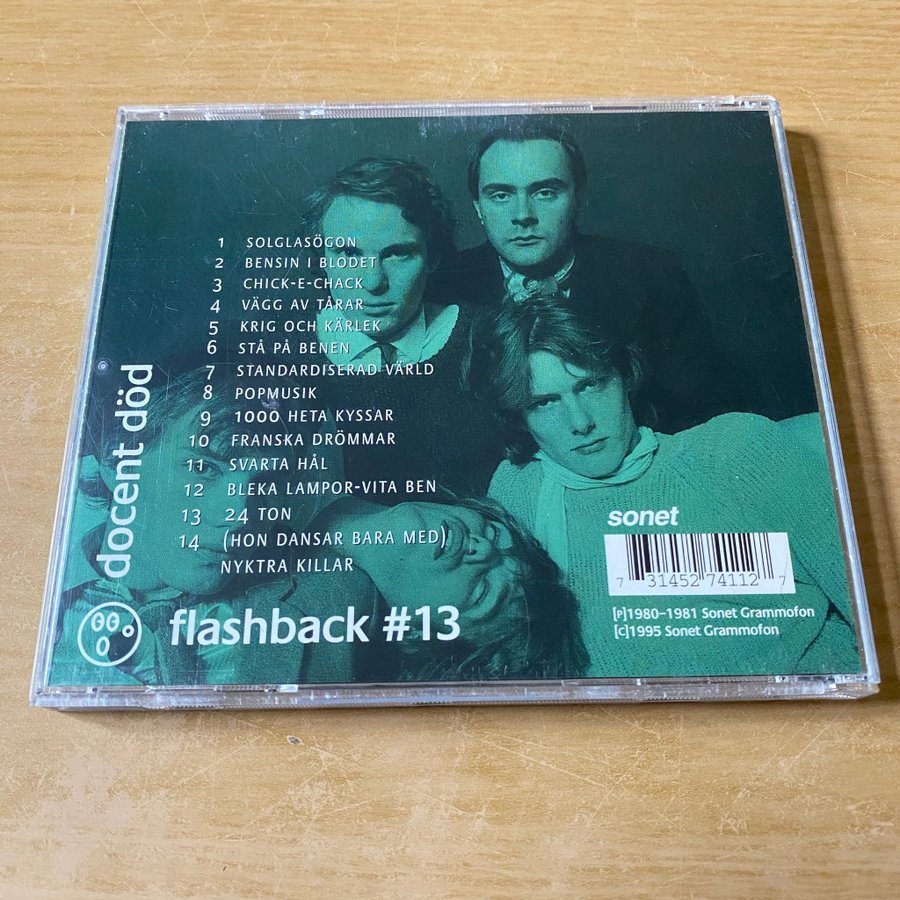 1 SOLGLASÖGON
2 BENSIN I BLODET
3 CHICK-E-CHACK
4 VÄGG AV TÅRAR
5 KRIG OCH KÄRLEK
6 STÅ PÅ BENEN
7 STANDARDISERAD VÄRLD
8 POPMUSIK
9 1000 HETA KYSSAR
10 FRANSKA DRÖMMAR
11 SVARTA HÅL
12 BLEKA LAMPOR-VITA BEN
13 24 TON
14 (HON DANSAR BARA MED)
NYKTRA KILLAR
docent död
flashback #13
sonet
7 31452 74112 7
[P]1980–1981 Sonet Grammofon
[C]1995 Sonet Grammofon